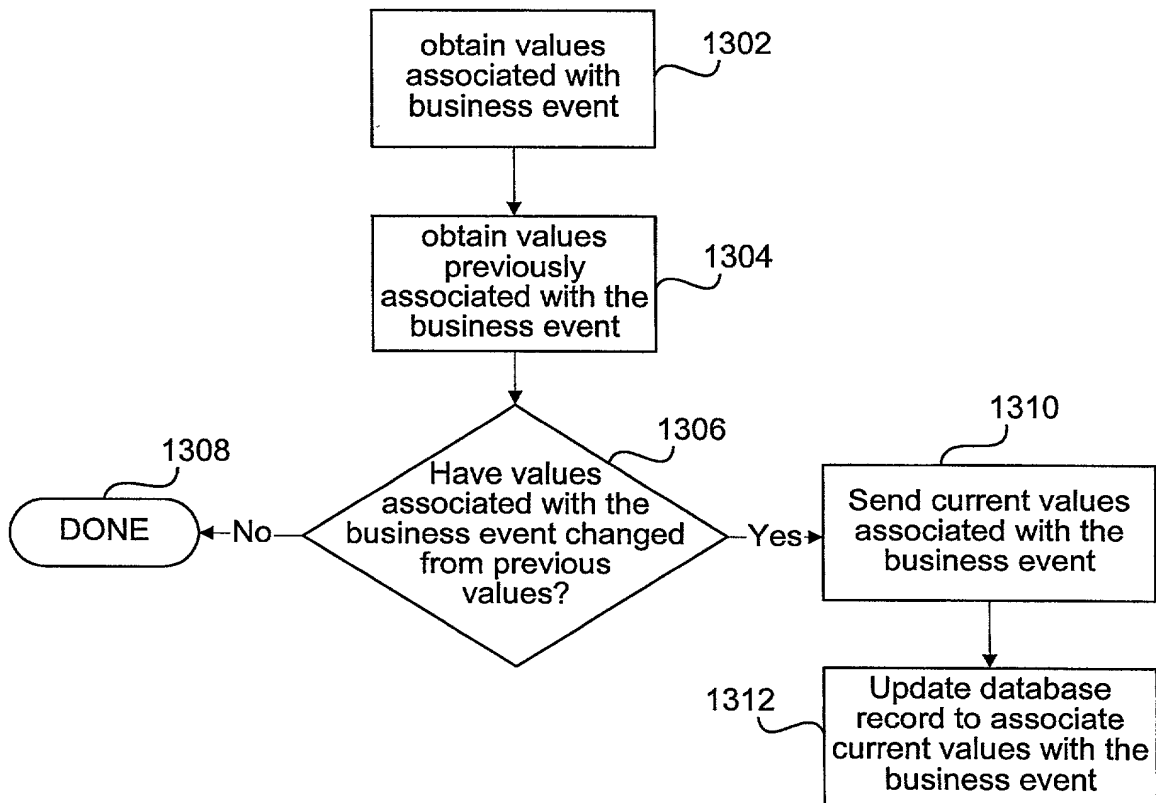 obtain values
associated with
business event
1302
obtain values
previously
associated with the
business event
1304
Have values
associated with the
business event changed
from previous
values?
1306
No
1308
DONE
Yes
1310
Send current values
associated with the
business event
1312
Update database
record to associate
current values with the
business event